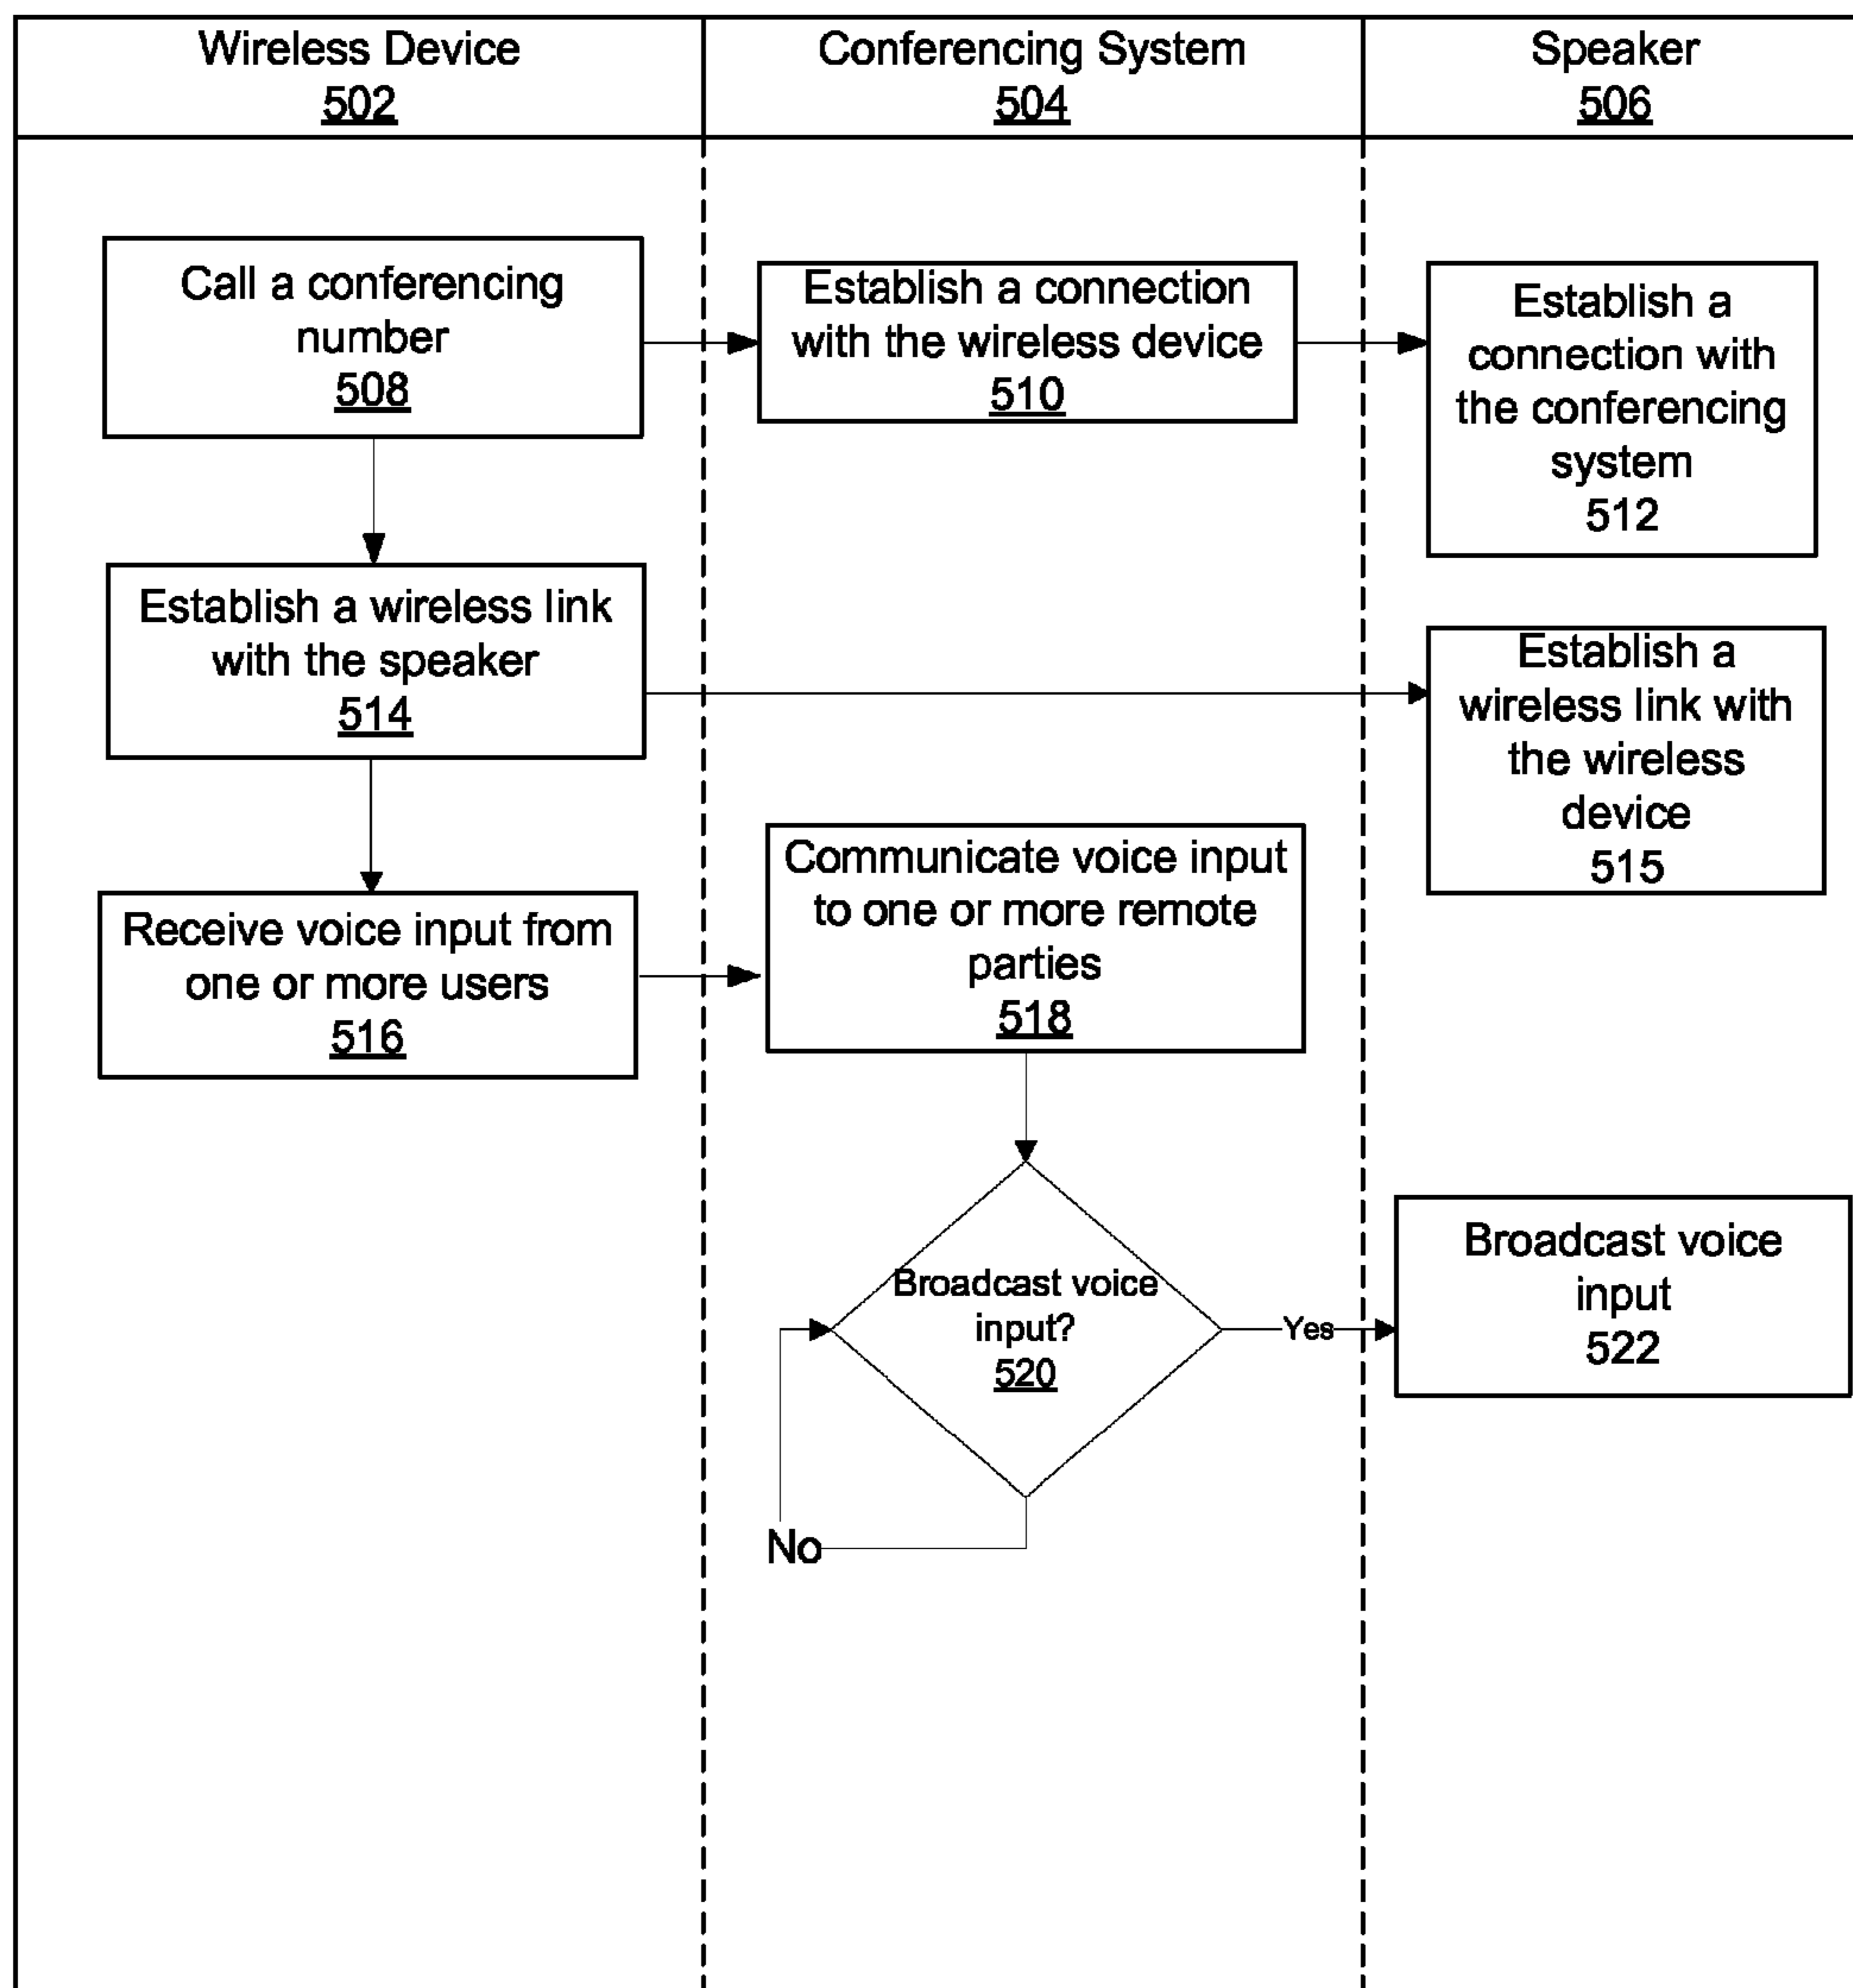 Wireless Device
502
Conferencing System
504
Speaker
506
Call a conferencing
number
508
Establish a connection
with the wireless device
510
Establish a
connection with
the conferencing
system
512
Establish a wireless link
with the speaker
514
Establish a
wireless link with
the wireless
device
515
Receive voice input from
one or more users
516
Communicate voice input
to one or more remote
parties
518
Broadcast voice
input?
520
Yes
No
Broadcast voice
input
522